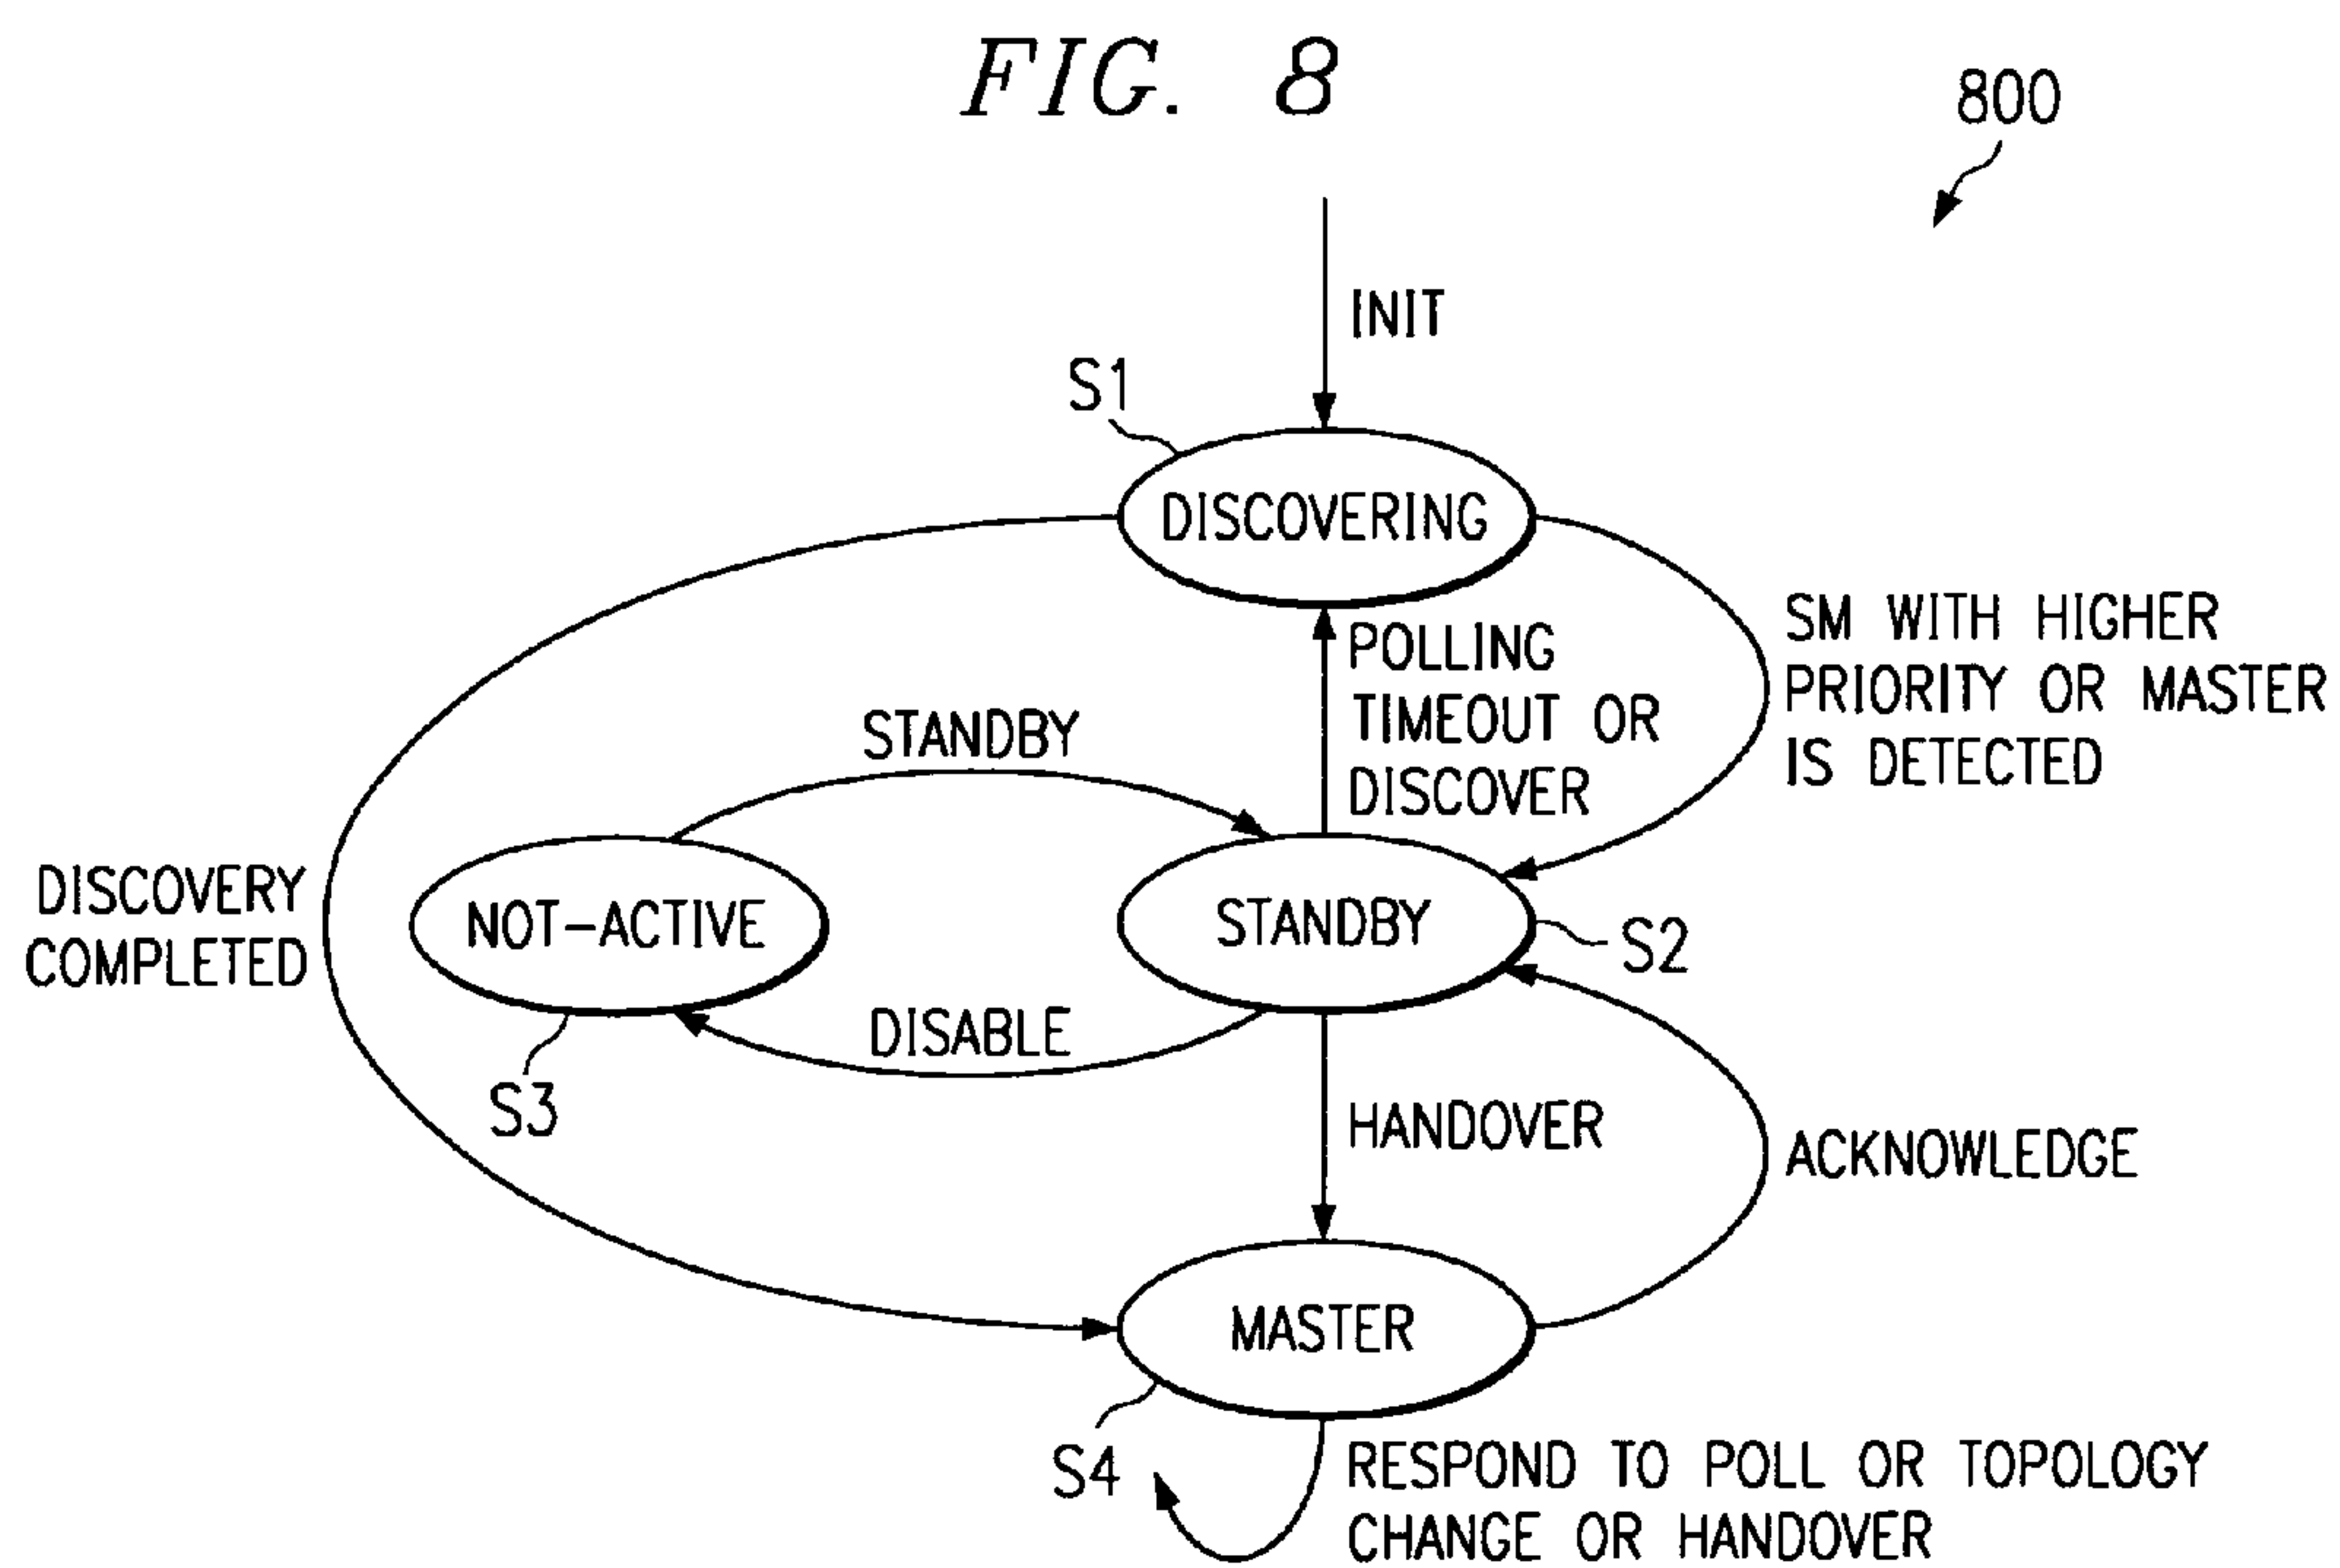 FIG. 8
800
INIT
S1
DISCOVERING
SM WITH HIGHER
PRIORITY OR MASTER
IS DETECTED
POLLING
TIMEOUT OR
DISCOVER
STANDBY
DISCOVERY
COMPLETED
NOT-ACTIVE
STANDBY
S2
DISABLE
S3
HANDOVER
ACKNOWLEDGE
MASTER
S4
RESPOND TO POLL OR TOPOLOGY
CHANGE OR HANDOVER